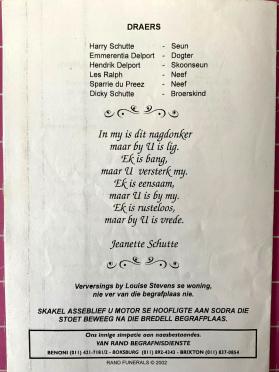 DRAERS
Harry Schutte - Seun
Emmerentia Delport - Dogter
Hendrik Delport - Skoonseun
Les Ralph - Neef
Sparrie du Preez - Neef
Dicky Schutte - Broerskind
In my is dit nagdonker
maar by U is lig.
Ek is bang,
maar U versterk my.
Ek is eensaam,
maar U is by my.
Ek is rusteloos,
maar by U is vrede.
Jeanette Schutte
Verversings by Louise Stevens se woning,
nie ver van die begrafplaas nie.
SKAKEL ASSEBLIEF U MOTOR SE HOOFLIGTE AAN SODRA DIE
STOET BEWEEG NA DIE BREDELL BEGRAFPLAAS.
Ons innige simpatie aan naasbestaandes.
VAN RAND BEGRAFNISDIENSTE
BENONI (011) 421-7181/2 - BOKSBURG (011) 892-4343 - BRIXTON (011) 837-0854
RAND FUNERALS © 2002